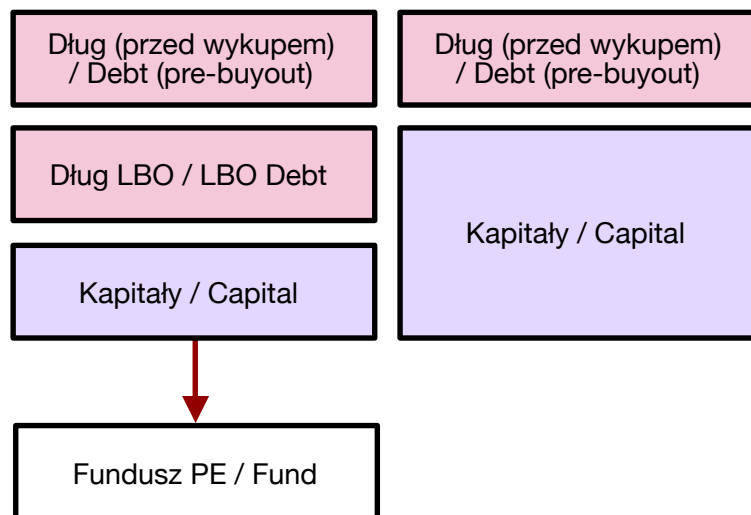 Dług (przed wykupem)
/ Debt (pre-buyout)
Dług (przed wykupem)
/ Debt (pre-buyout)
Dług LBO / LBO Debt
Kapitały / Capital
Kapitały / Capital
Fundusz PE / Fund